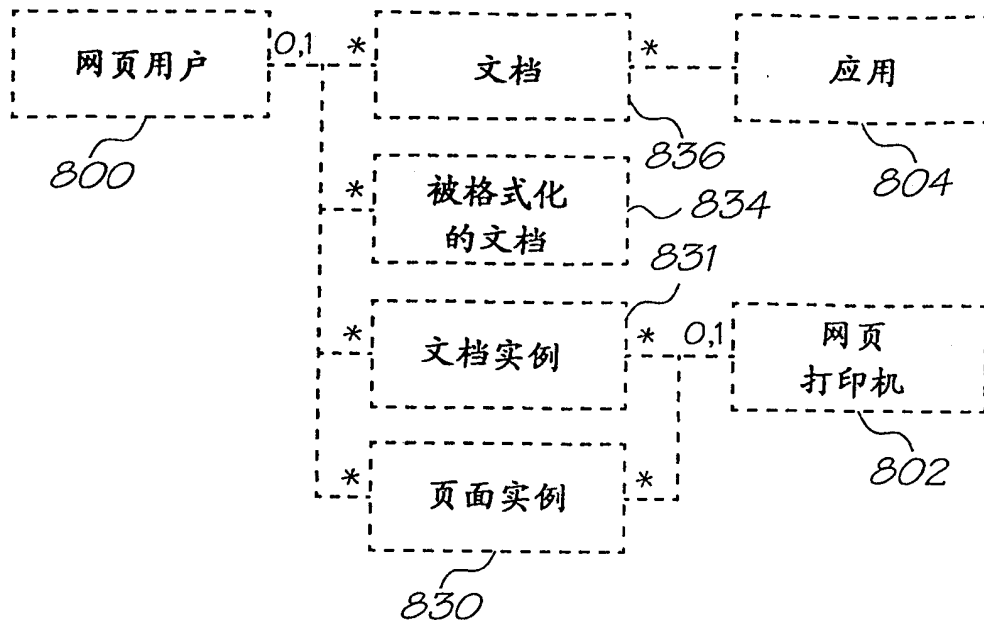 网页用户
0,1
*
文档
*
应用
800
836
804
*
被格式化
的文档
834
831
*
文档实例
*
0,1
网页
打印机
802
*
页面实例
*
830